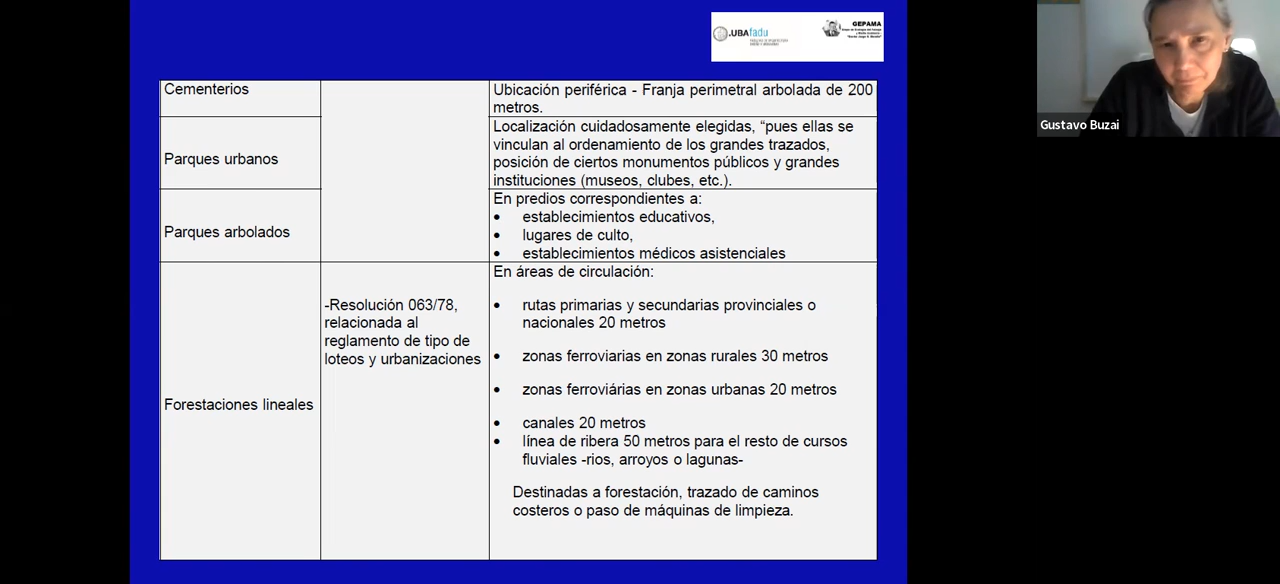 .UBAfadu
GEPAMA
Cementerios
Ubicación periférica - Franja perimetral arbolada de 200
metros.
Parques urbanos
Localización cuidadosamente elegidas, “pues ellas se
vinculan al ordenamiento de los grandes trazados,
posición de ciertos monumentos públicos y grandes
instituciones (museos, clubes, etc.).
Parques arbolados
En predios correspondientes a:
• establecimientos educativos,
• lugares de culto,
• establecimientos médicos asistenciales
Forestaciones lineales
-Resolución 063/78,
relacionada al
reglamento de tipo de
loteos y urbanizaciones
En áreas de circulación:
• rutas primarias y secundarias provinciales o
nacionales 20 metros
• zonas ferroviarias en zonas rurales 30 metros
• zonas ferroviárias en zonas urbanas 20 metros
• canales 20 metros
• línea de ribera 50 metros para el resto de cursos
fluviales -rios, arroyos o lagunas-
Destinadas a forestación, trazado de caminos
costeros o paso de máquinas de limpieza.
Gustavo Buzai